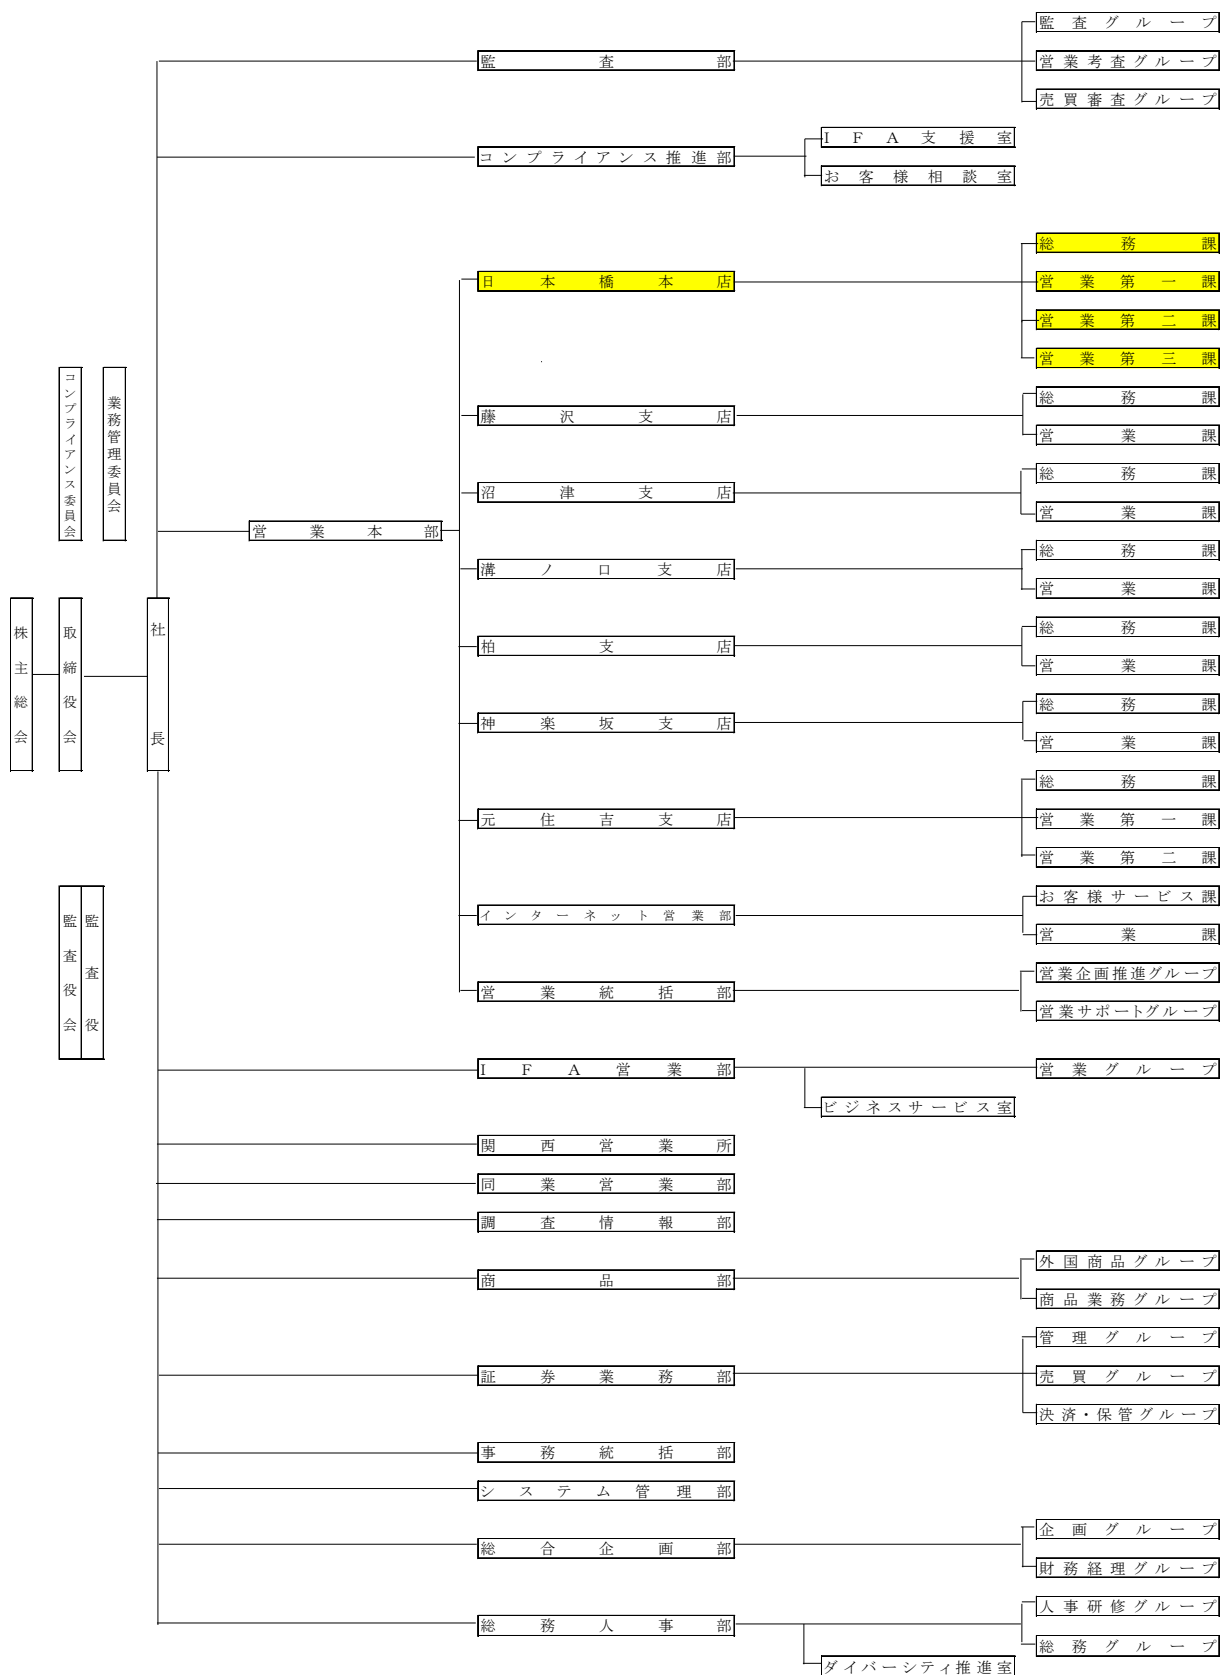 監査グループ
監査部
営業考査グループ
売買審査グループ
IFA支援室
コンプライアンス推進部
お客様相談室
総務課
日本橋本店
営業第一課
営業第二課
営業第三課
コンプライアンス委員会
業務管理委員会
総務課
藤沢支店
営業課
総務課
沼津支店
営業課
営業本部
総務課
溝ノ口支店
営業課
株主総会
取締役会
社長
総務課
柏支店
営業課
総務課
神楽坂支店
営業課
総務課
元住吉支店
営業第一課
営業第二課
監査役会
監査役
お客様サービス課
インターネット営業部
営業課
営業企画推進グループ
営業統括部
営業サポートグループ
IFA営業部
営業グループ
ビジネスサービス室
関西営業所
同業営業部
調査情報部
外国商品グループ
商品部
商品業務グループ
管理グループ
証券業務部
売買グループ
決済・保管グループ
事務統括部
システム管理部
企画グループ
総合企画部
財務経理グループ
人事研修グループ
総務人事部
総務グループ
ダイバーシティ推進室